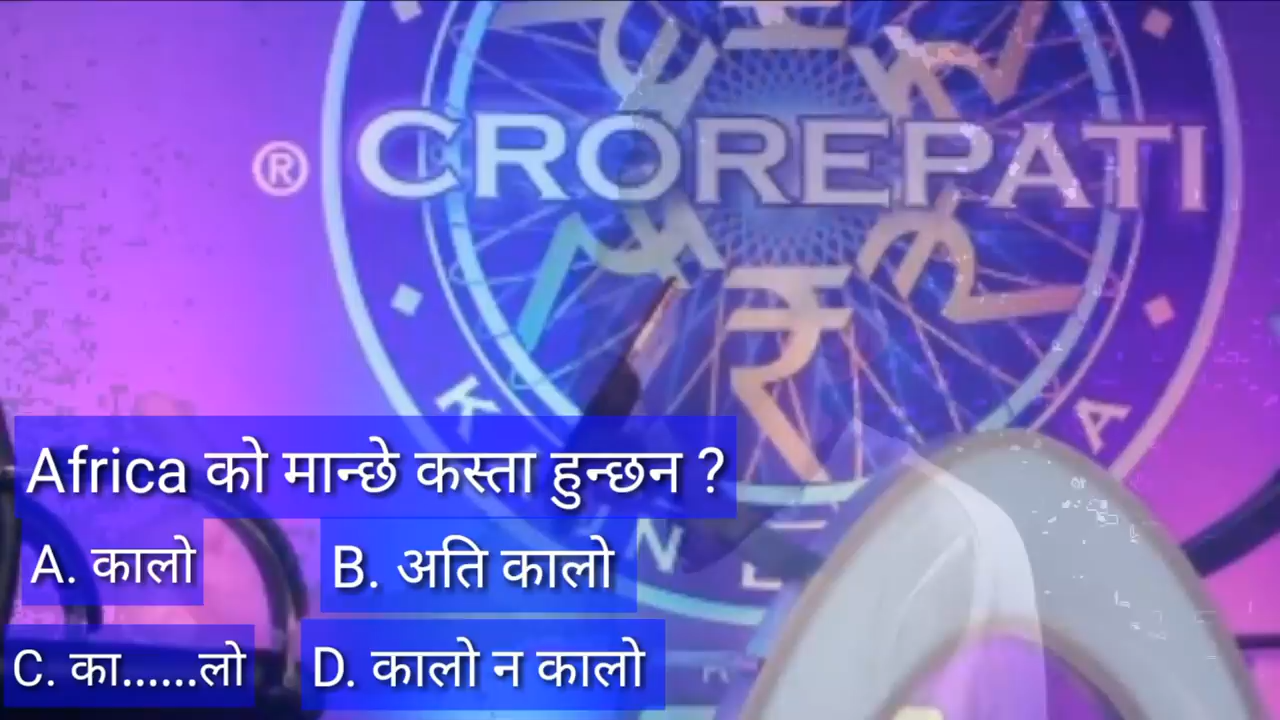 ® CROREPATI
Africa को मान्छे कस्ता हुन्छन ?
A. कालो
B. अति कालो
C. का......लो
D. कालो न कालो